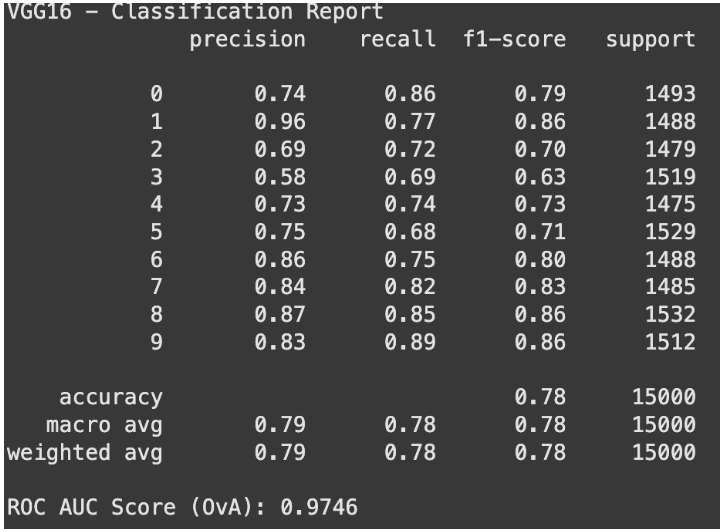 VGG16 – Classification Report
precision recall f1-score support
0 0.74 0.86 0.79 1493
1 0.96 0.77 0.86 1488
2 0.69 0.72 0.70 1479
3 0.58 0.69 0.63 1519
4 0.73 0.74 0.73 1475
5 0.75 0.68 0.71 1529
6 0.86 0.75 0.80 1488
7 0.84 0.82 0.83 1485
8 0.87 0.85 0.86 1532
9 0.83 0.89 0.86 1512
accuracy 0.78 15000
macro avg 0.79 0.78 0.78 15000
weighted avg 0.79 0.78 0.78 15000
ROC AUC Score (OvA): 0.9746